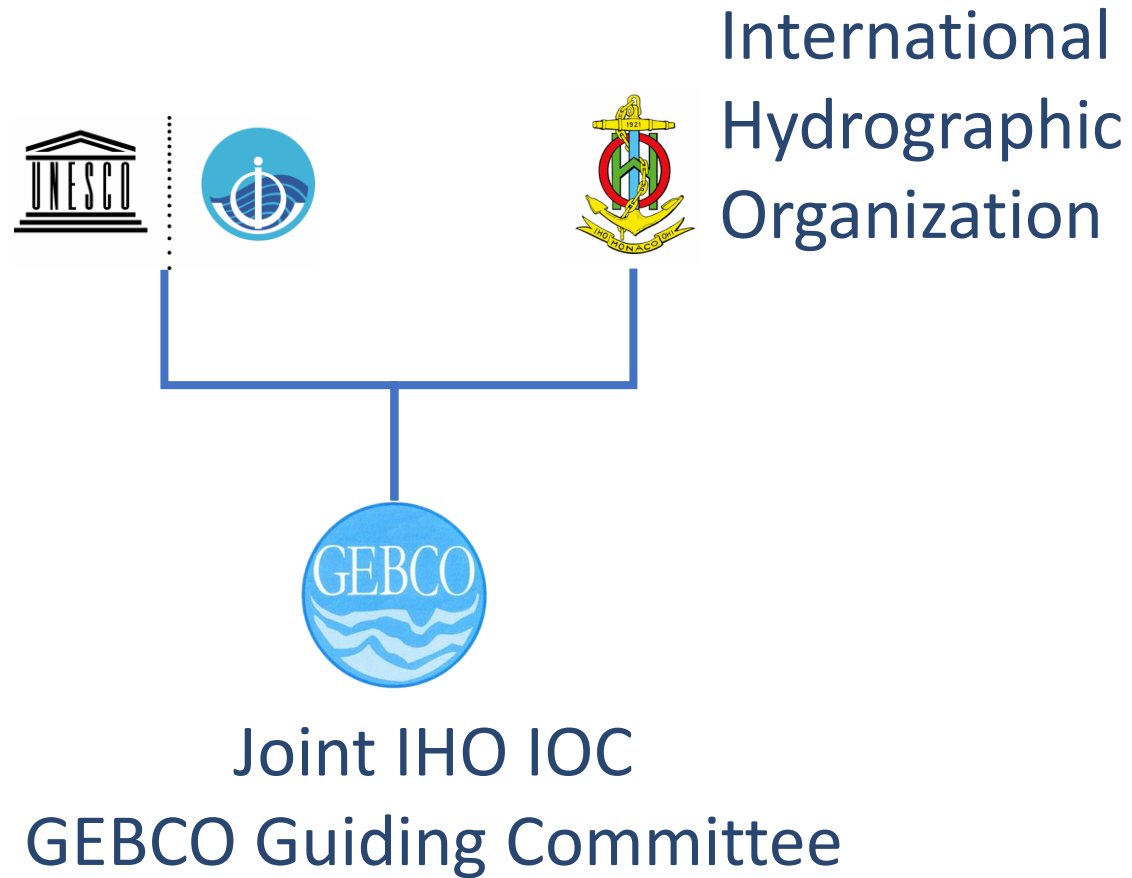 International
Hydrographic
Organization
UNESCO
1921
IHO MONACO OHI
GEBCO
Joint IHO IOC
GEBCO Guiding Committee